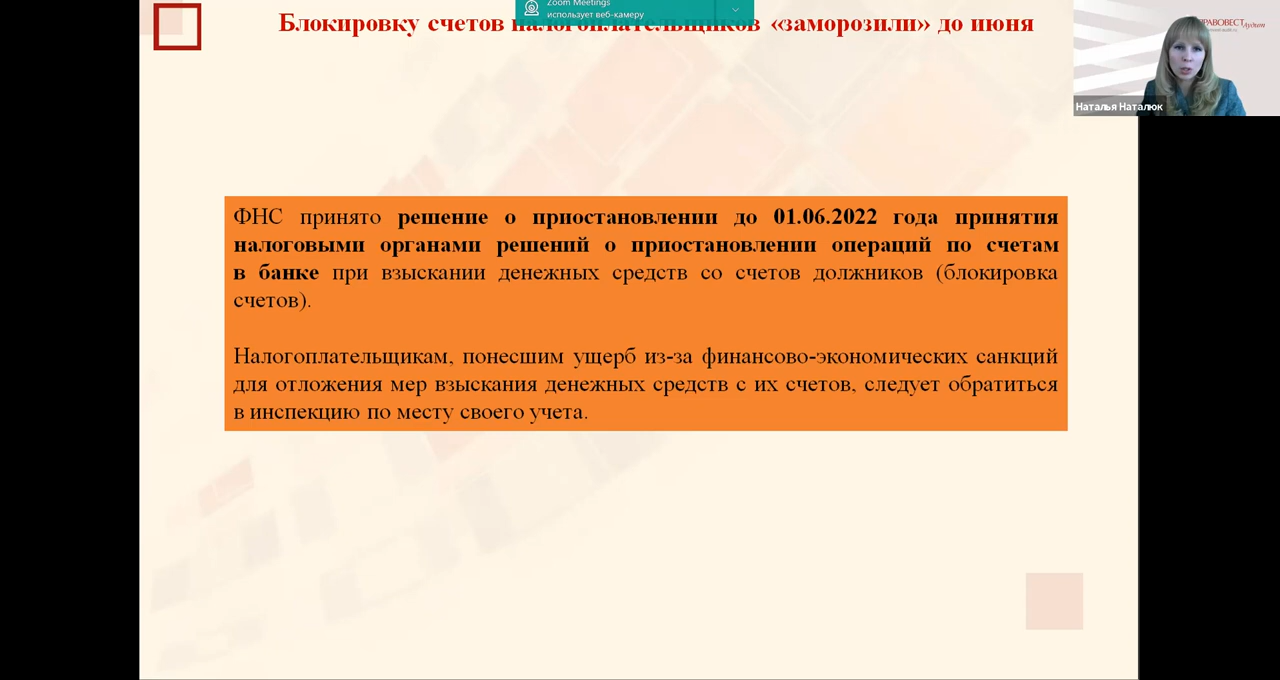 Zoom Meetings
использует веб-камеру
Блокировку счетов налогоплательщиков «заморозили» до июня
ПРАВОВЕСТ
Аудит
Наталья Наталюк
ФНС принято решение о приостановлении до 01.06.2022 года принятия
налоговыми органами решений о приостановлении операций по счетам
в банке при взыскании денежных средств со счетов должников (блокировка
счетов).
Налогоплательщикам, понесшим ущерб из-за финансово-экономических санкций
для отложения мер взыскания денежных средств с их счетов, следует обратиться
в инспекцию по месту своего учета.